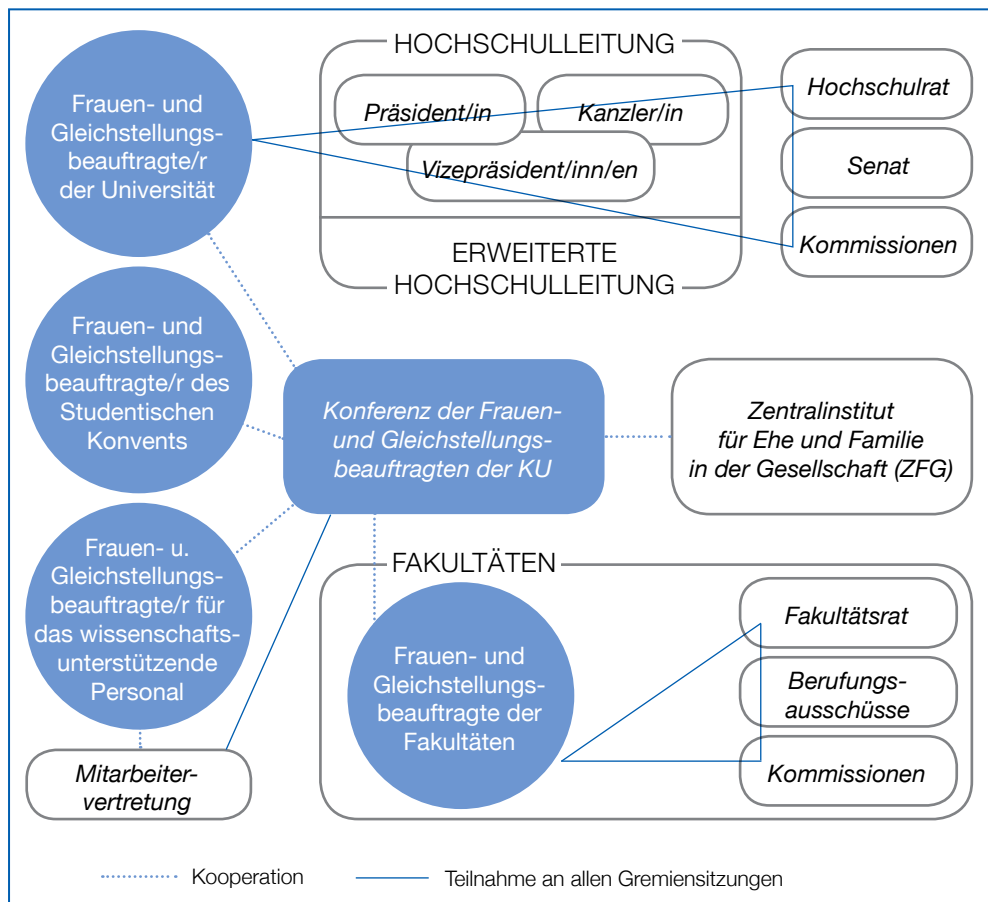 Frauen- und
Gleichstellungs-
beauftragte/r
der Universität
HOCHSCHULLEITUNG
Präsident/in
Kanzler/in
Vizepräsident/inn/en
ERWEITERTE
HOCHSCHULLEITUNG
Hochschulrat
Senat
Kommissionen
Frauen- und
Gleichstellungs-
beauftragte/r des
Studentischen
Konvents
Konferenz der Frauen-
und Gleichstellungs-
beauftragten der KU
Zentralinstitut
für Ehe und Familie
in der Gesellschaft (ZFG)
Frauen- u.
Gleichstellungs-
beauftragte/r für
das wissenschafts-
unterstützende
Personal
Mitarbeiter-
vertretung
FAKULTÄTEN
Frauen- und
Gleichstellungs-
beauftragte der
Fakultäten
Fakultätsrat
Berufungs-
ausschüsse
Kommissionen
Kooperation
Teilnahme an allen Gremiensitzungen